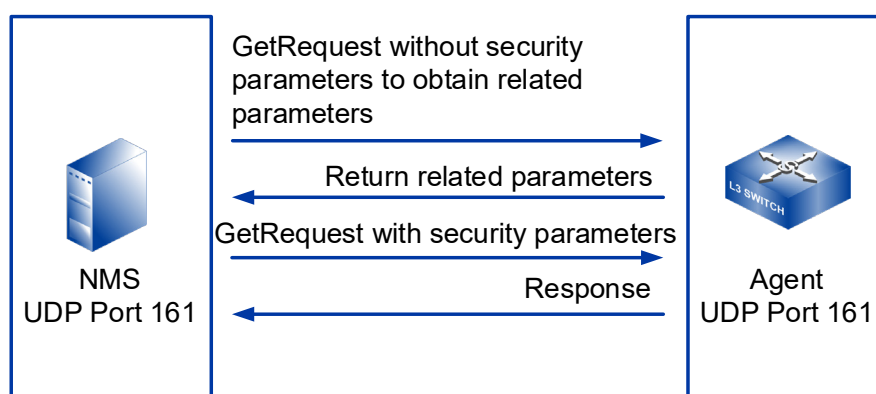 GetRequest without security
parameters to obtain related
parameters
Return related parameters
L3 SWITCH
GetRequest with security parameters
NMS
UDP Port 161
Response
Agent
UDP Port 161